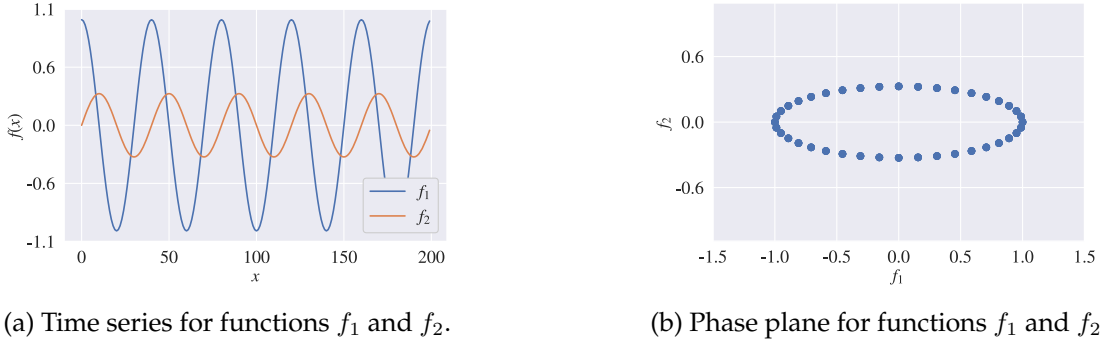 1.1
0.6
0.0
-0.6
-1.1
f(x)
0 50 100 150 200
x
f₁
f₂
0.6
0.0
-0.6
f₂
-1.5 -1.0 -0.5 0.0 0.5 1.0 1.5
f₁
(a) Time series for functions f₁ and f₂.
(b) Phase plane for functions f₁ and f₂